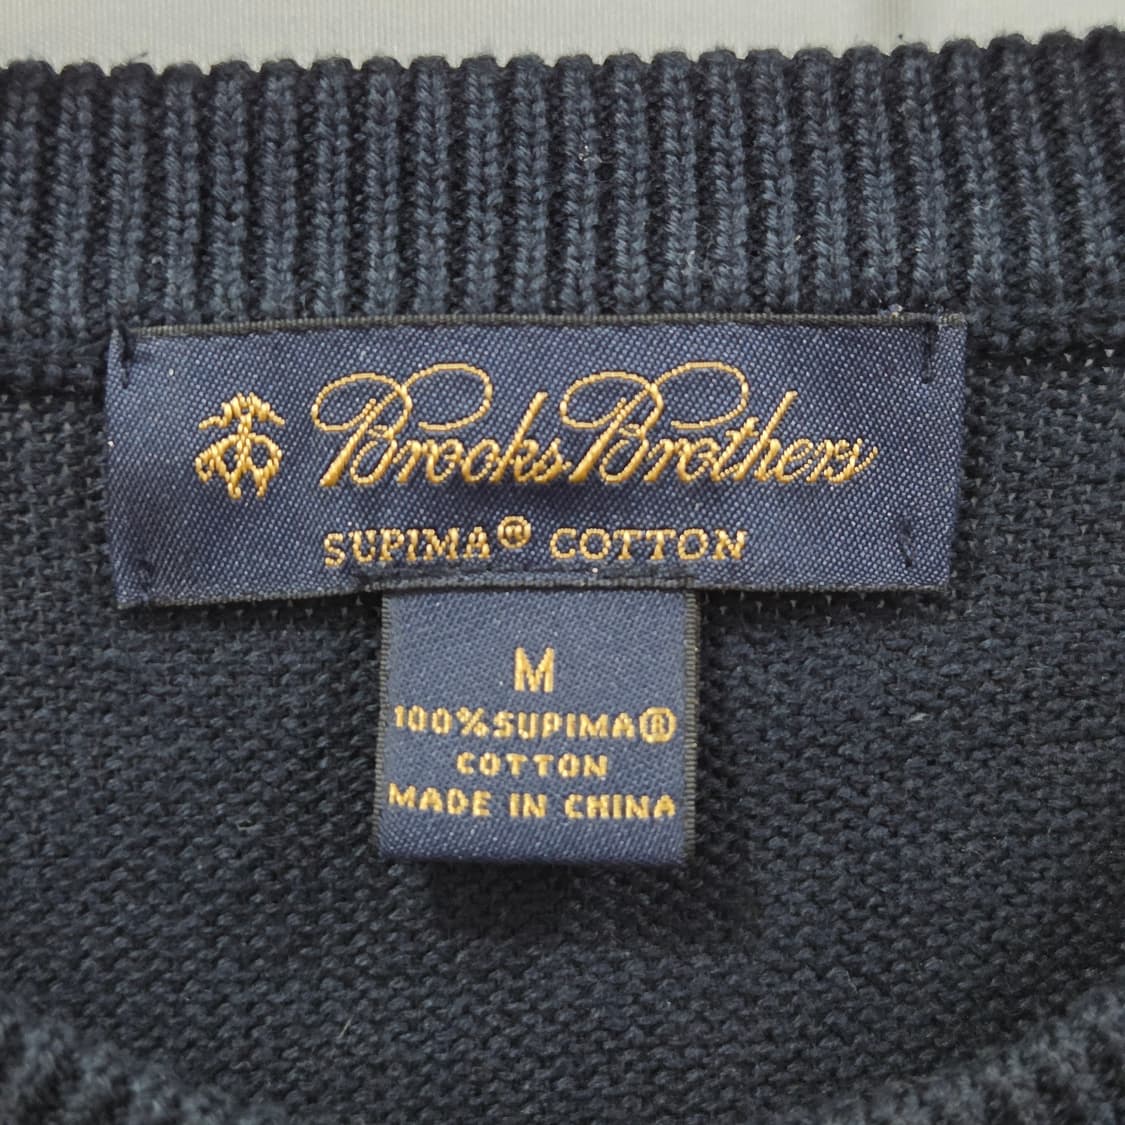 Brooks Brothers
SUPIMA® COTTON
M
100%SUPIMA®
COTTON
MADE IN CHINA